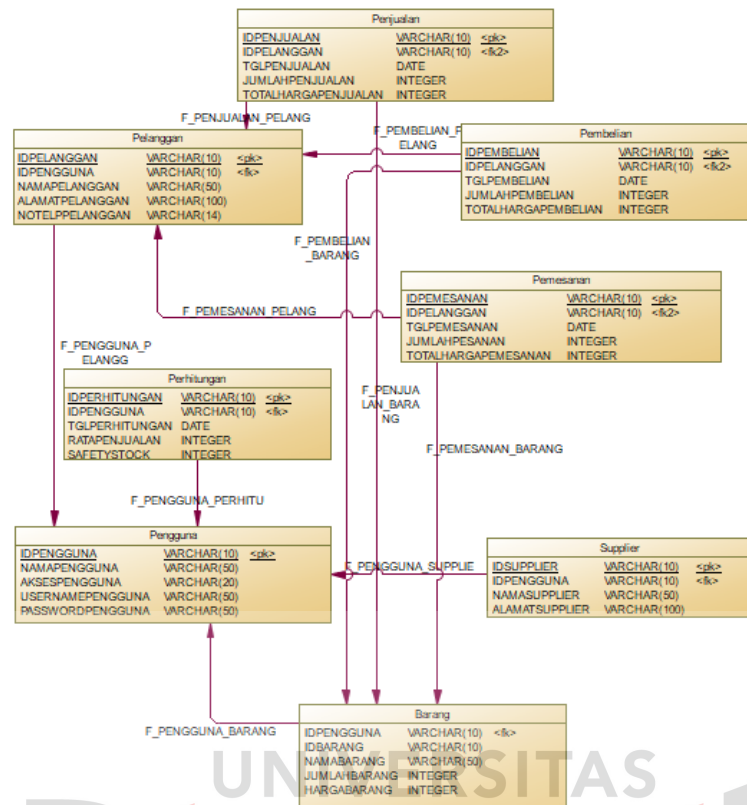 Penjualan
IDPENJUALAN VARCHAR(10) <pk>
IDPELANGGAN VARCHAR(10) <fk2>
TGLPENJUALAN DATE
JUMLAHPENJUALAN INTEGER
TOTALHARGAPENJUALAN INTEGER
F_PENJUALAN_PELANG
Pelanggan
IDPELANGGAN VARCHAR(10) <pk>
IDPENGGUNA VARCHAR(10) <fk>
NAMAPELANGGAN VARCHAR(50)
ALAMATPELANGGAN VARCHAR(100)
NOTELPPELANGGAN VARCHAR(14)
F_PEMBELIAN_P
ELANG
Pembelian
IDPEMBELIAN VARCHAR(10) <pk>
IDPELANGGAN VARCHAR(10) <fk2>
TGLPEMBELIAN DATE
JUMLAHPEMBELIAN INTEGER
TOTALHARGAPEMBELIAN INTEGER
F_PEMBELIAN
_BARANG
Pemesanan
IDPEMESANAN VARCHAR(10) <pk>
IDPELANGGAN VARCHAR(10) <fk2>
TGLPEMESANAN DATE
JUMLAHPESANAN INTEGER
TOTALHARGAPEMESANAN INTEGER
F_PEMESANAN_PELANG
F_PENGGUNA_P
ELANGG
Perhitungan
IDPERHITUNGAN VARCHAR(10) <pk>
IDPENGGUNA VARCHAR(10) <fk>
TGLPERHITUNGAN DATE
RATAPENJUALAN INTEGER
SAFETYSTOCK INTEGER
F_PENJUA
LAN_BARA
NG
F_PEMESANAN_BARANG
F_PENGGUNA_PERHITU
Pengguna
IDPENGGUNA VARCHAR(10) <pk>
NAMAPENGGUNA VARCHAR(50)
AKSESPENGGUNA VARCHAR(20)
USERNAMEPENGGUNA VARCHAR(50)
PASSWORDPENGGUNA VARCHAR(50)
F_PENGGUNA_SUPPLIE
Supplier
IDSUPPLIER VARCHAR(10) <pk>
IDPENGGUNA VARCHAR(10) <fk>
NAMASUPPLIER VARCHAR(50)
ALAMATSUPPLIER VARCHAR(100)
F_PENGGUNA_BARANG
Barang
IDPENGGUNA VARCHAR(10) <fk>
IDBARANG VARCHAR(10)
NAMABARANG VARCHAR(50)
JUMLAHBARANG INTEGER
HARGABARANG INTEGER
UNIVERSITAS